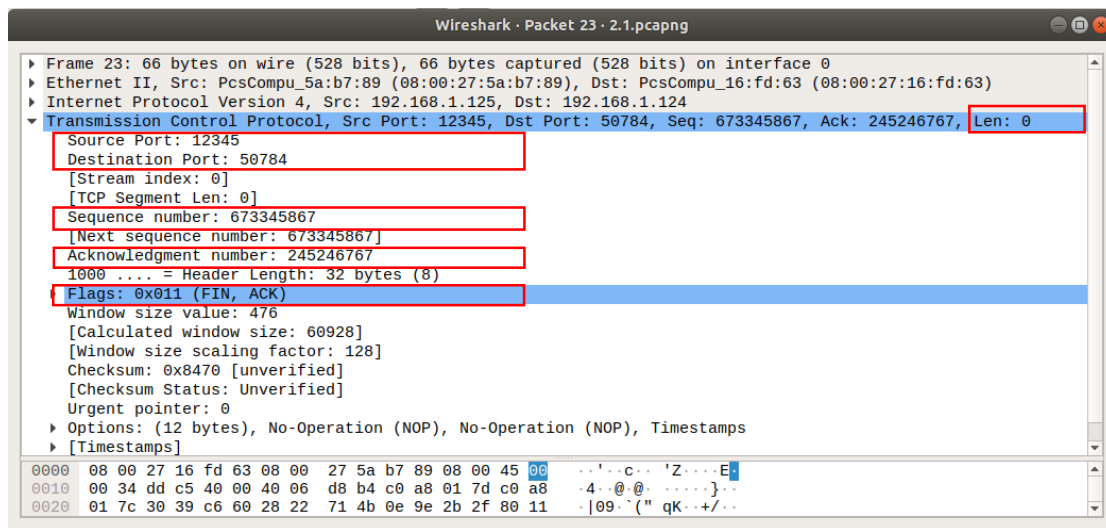 Wireshark · Packet 23 · 2.1.pcapng
Frame 23: 66 bytes on wire (528 bits), 66 bytes captured (528 bits) on interface 0
Ethernet II, Src: PcsCompu_5a:b7:89 (08:00:27:5a:b7:89), Dst: PcsCompu_16:fd:63 (08:00:27:16:fd:63)
Internet Protocol Version 4, Src: 192.168.1.125, Dst: 192.168.1.124
Transmission Control Protocol, Src Port: 12345, Dst Port: 50784, Seq: 673345867, Ack: 245246767, Len: 0
Source Port: 12345
Destination Port: 50784
[Stream index: 0]
[TCP Segment Len: 0]
Sequence number: 673345867
[Next sequence number: 673345867]
Acknowledgment number: 245246767
1000 .... = Header Length: 32 bytes (8)
Flags: 0x011 (FIN, ACK)
Window size value: 476
[Calculated window size: 60928]
[Window size scaling factor: 128]
Checksum: 0x8470 [unverified]
[Checksum Status: Unverified]
Urgent pointer: 0
Options: (12 bytes), No-Operation (NOP), No-Operation (NOP), Timestamps
[Timestamps]
0000 08 00 27 16 fd 63 08 00 27 5a b7 89 08 00 45 00 ··'··c·· 'Z····E·
0010 00 34 dd c5 40 00 40 06 d8 b4 c0 a8 01 7d c0 a8 ·4··@·@· ·····}··
0020 01 7c 30 39 c6 60 28 22 71 4b 0e 9e 2b 2f 80 11 ·|09·`(" qK··+/··